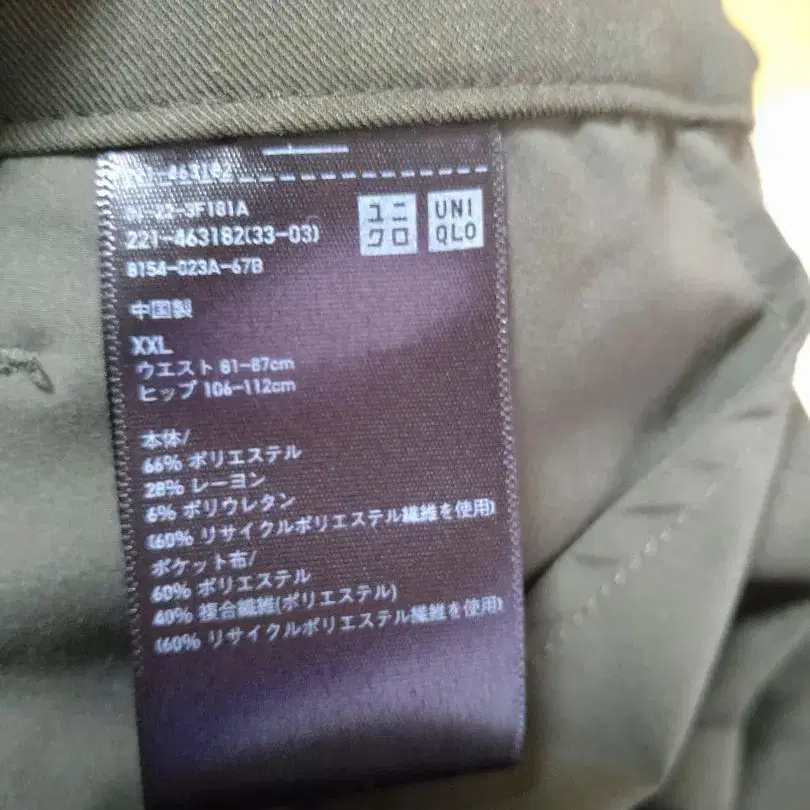 ユニクロ
UNIQLO
221-463182(33-03)
8154-023A-67B
中国製
XXL
ウエスト 81-87cm
ヒップ 106-112cm
本体/
66% ポリエステル
28% レーヨン
6% ポリウレタン
(60% リサイクルポリエステル繊維を使用)
ポケット布/
60% ポリエステル
40% 複合繊維(ポリエステル)
(60% リサイクルポリエステル繊維を使用)